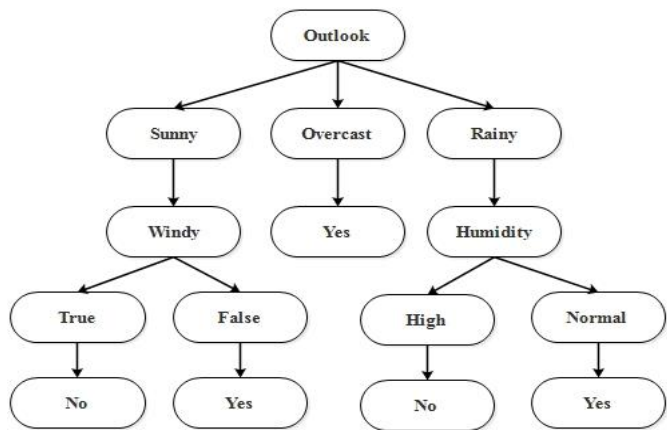 Outlook
Sunny
Overcast
Rainy
Windy
Yes
Humidity
True
False
High
Normal
No
Yes
No
Yes